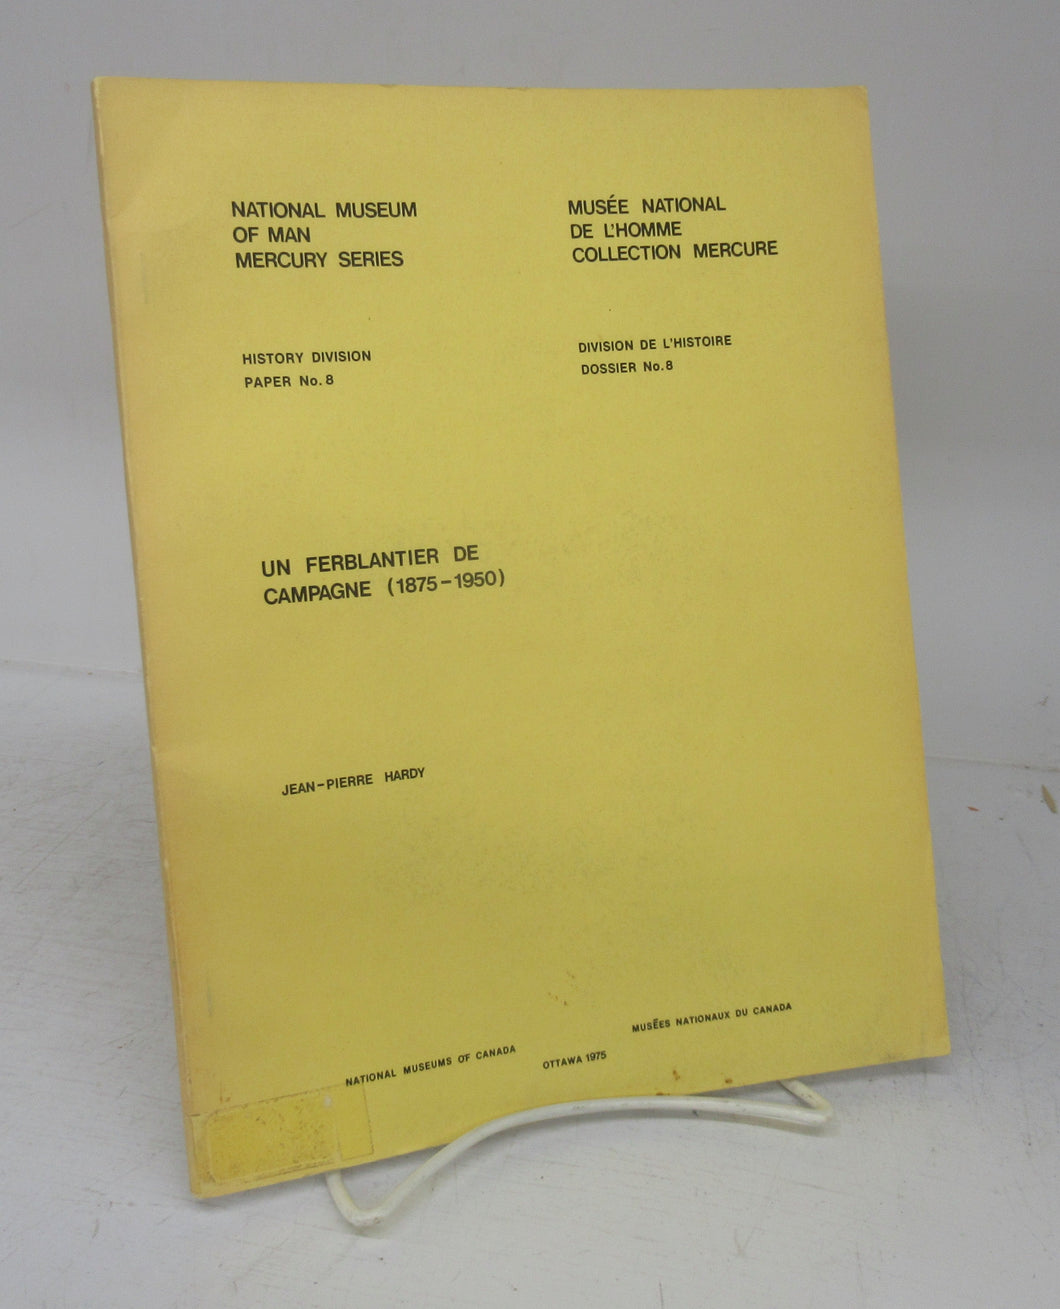 NATIONAL MUSEUM
OF MAN
MERCURY SERIES
MUSÉE NATIONAL
DE L'HOMME
COLLECTION MERCURE
HISTORY DIVISION
PAPER No. 8
DIVISION DE L'HISTOIRE
DOSSIER No. 8
UN FERBLANTIER DE
CAMPAGNE (1875-1950)
JEAN-PIERRE HARDY
NATIONAL MUSEUMS OF CANADA
OTTAWA 1975
MUSÉES NATIONAUX DU CANADA